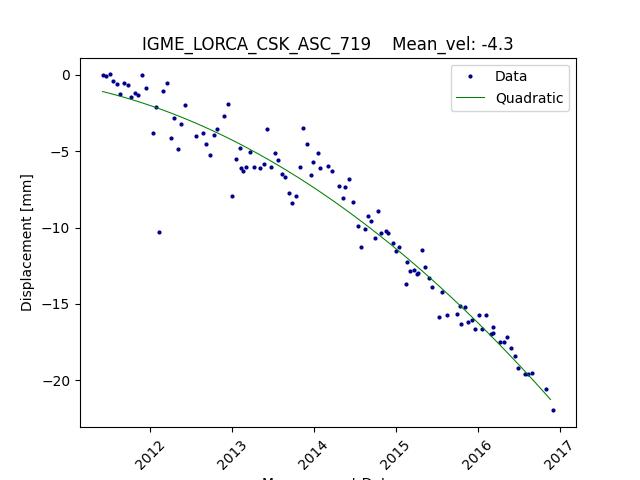 IGME_LORCA_CSK_ASC_719    Mean_vel: -4.3
Data
Quadratic
Displacement [mm]
0
−5
−10
−15
−20
2012
2013
2014
2015
2016
2017